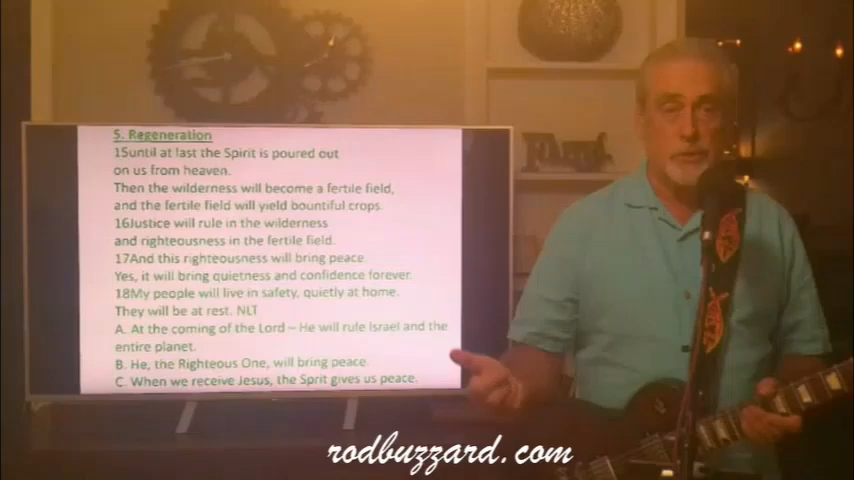 5. Regeneration
15until at last the Spirit is poured out
on us from heaven.
Then the wilderness will become a fertile field,
and the fertile field will yield bountiful crops.
16Justice will rule in the wilderness
and righteousness in the fertile field.
17And this righteousness will bring peace.
Yes, it will bring quietness and confidence forever.
18My people will live in safety, quietly at home.
They will be at rest. NLT
A. At the coming of the Lord – He will rule Israel and the
entire planet.
B. He, the Righteous One, will bring peace.
C. When we receive Jesus, the Sprit gives us peace.
Faith
rodbuzzard.com